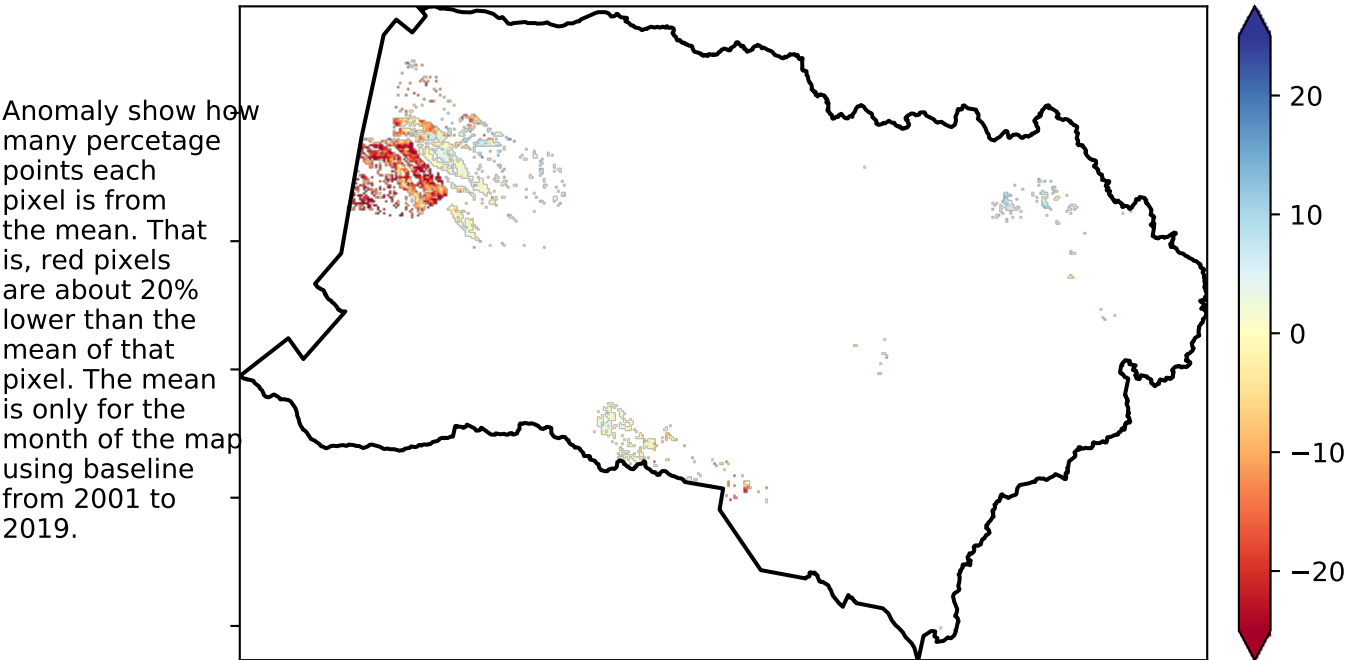 Anomaly show how
many percetage
points each
pixel is from
the mean. That
is, red pixels
are about 20%
lower than the
mean of that
pixel. The mean
is only for the
month of the map
using baseline
from 2001 to
2019.
20
10
0
−10
−20